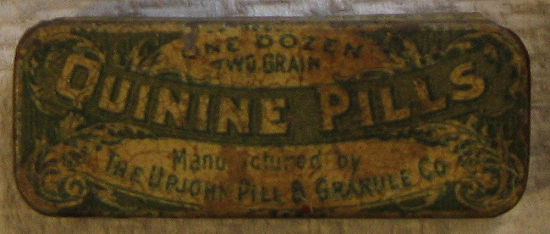 ONE DOZEN
TWO GRAIN
QUININE PILLS
Manufactured by
THE UPJOHN PILL & GRANULE CO